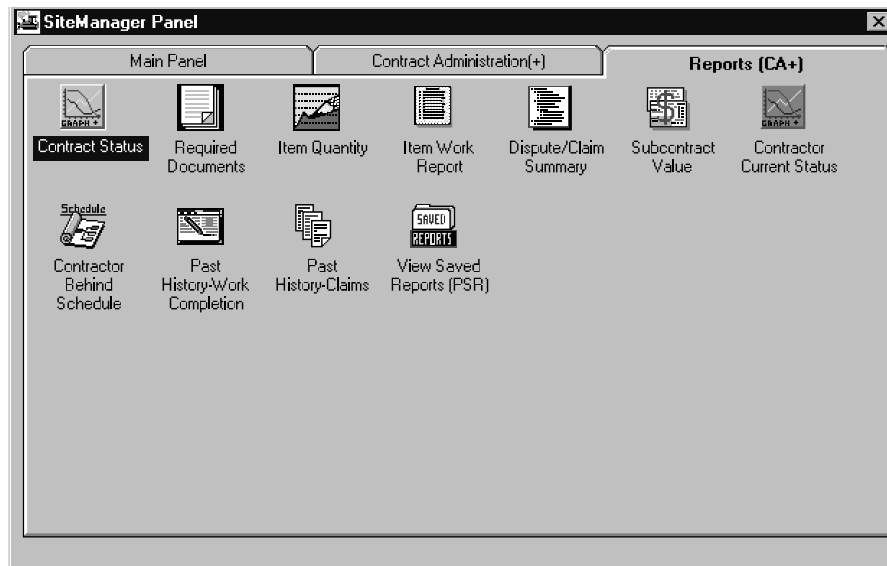 SiteManager Panel
Main Panel
Contract Administration(+)
Reports (CA+)
GRAPH +
GRAPH +
Contract Status
Required
Documents
Item Quantity
Item Work
Report
Dispute/Claim
Summary
Subcontract
Value
Contractor
Current Status
Schedule
SAVED
REPORTS
Contractor
Behind
Schedule
Past
History-Work
Completion
Past
History-Claims
View Saved
Reports (PSR)